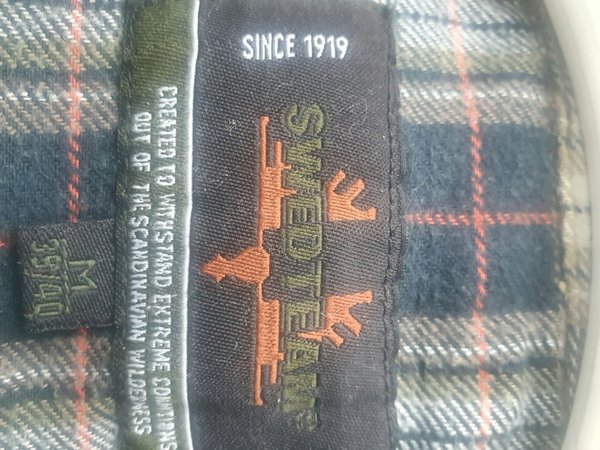 SINCE 1919
SWEDTEAM
CREATED TO WITHSTAND EXTREME CONDITIONS
OUT OF THE SCANDINAVIAN WILDERNESS
M
39/40